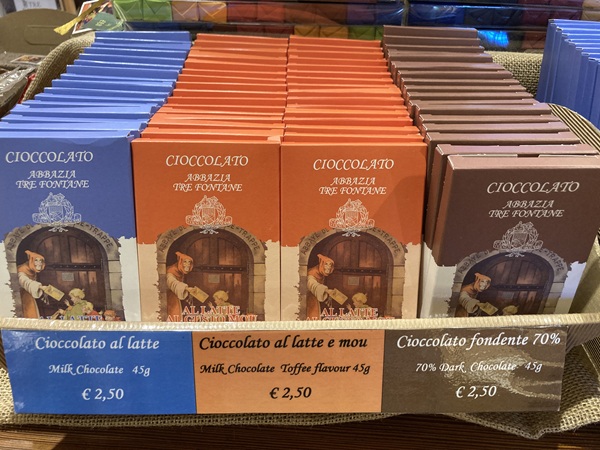 CIOCCOLATO
ABBAZIA
TRE FONTANE
CIOCCOLATO
ABBAZIA
TRE FONTANE
AL LATTE
CIOCCOLATO
ABBAZIA
TRE FONTANE
AL LATTE
CIOCCOLATO
ABBAZIA
TRE FONTANE
Cioccolato al latte
Milk Chocolate 45g
€ 2,50
Cioccolato al latte e mou
Milk Chocolate Toffee flavour 45g
€ 2,50
Cioccolato fondente 70%
70% Dark Chocolate 45g
€ 2,50